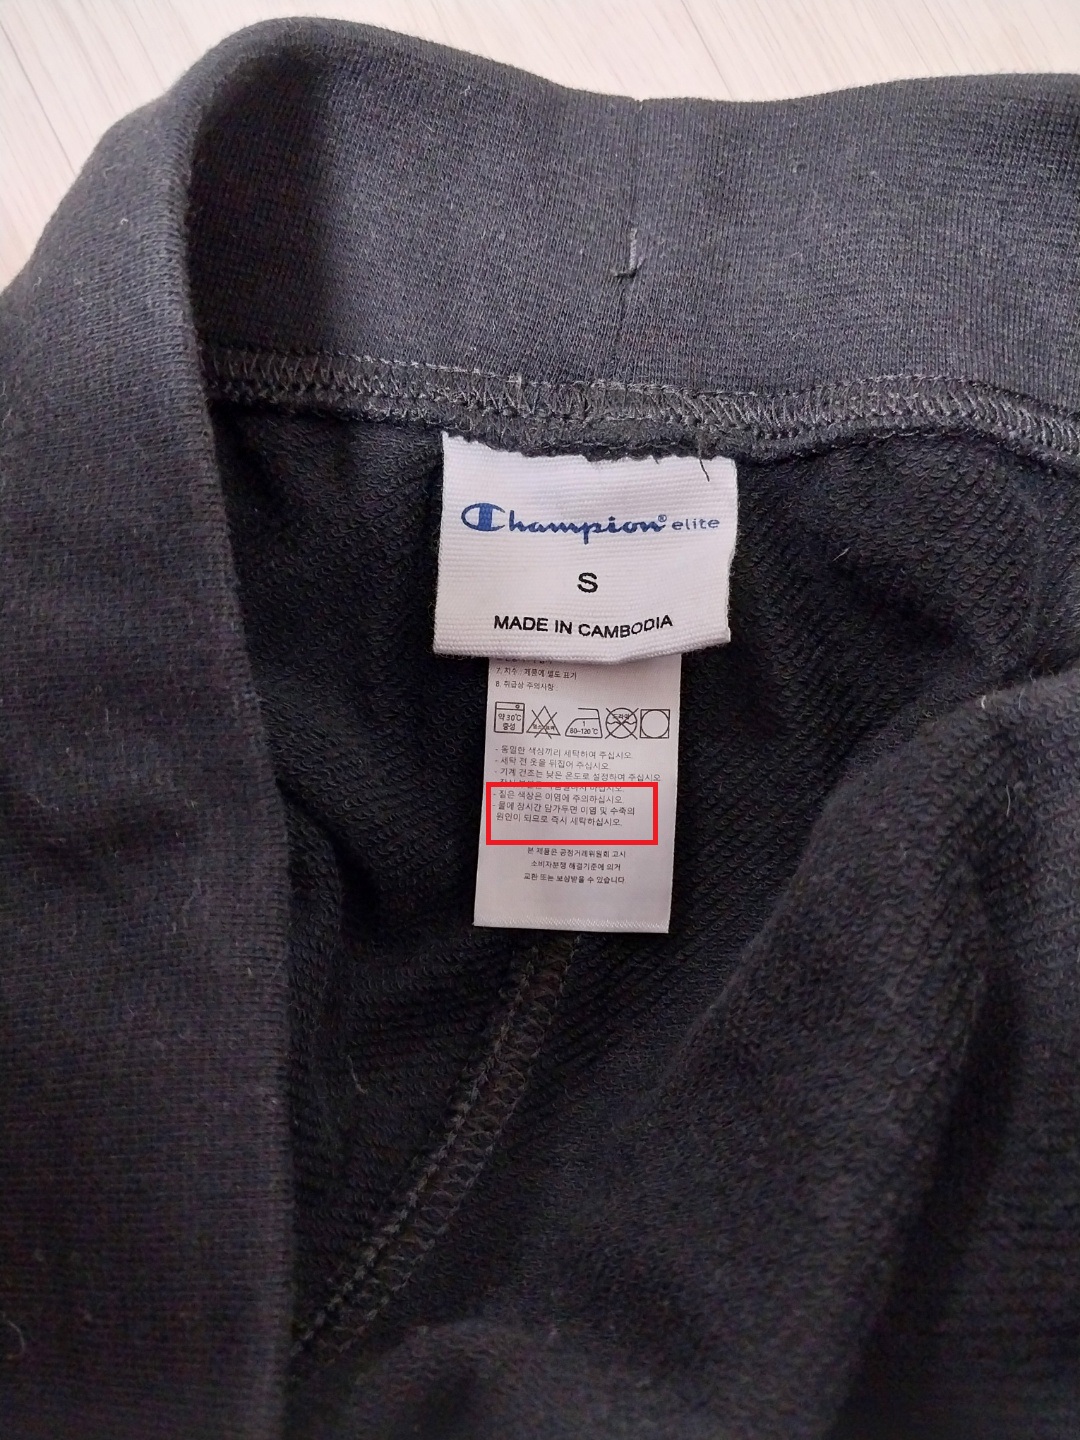 Champion® elite
S
MADE IN CAMBODIA
7. 치수 : 제품에 별도 표기
8. 취급상 주의사항
약 30℃
중성
1
80~120℃
드라이
- 동일한 색상끼리 세탁하여 주십시오
- 세탁 전 옷을 뒤집어 주십시오
- 기계 건조는 낮은 온도로 설정하여 주십시오
- 짙은 색상은 이염에 주의하십시오
- 물에 장시간 담가두면 이염 및 수축의
원인이 되므로 즉시 세탁하십시오.
본 제품은 공정거래위원회 고시
소비자분쟁 해결기준에 의거
교환 또는 보상받을 수 있습니다